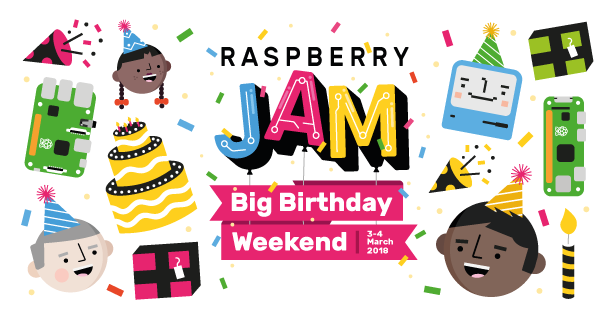 RASPBERRY
JAM
Big Birthday
Weekend
3-4
March
2018